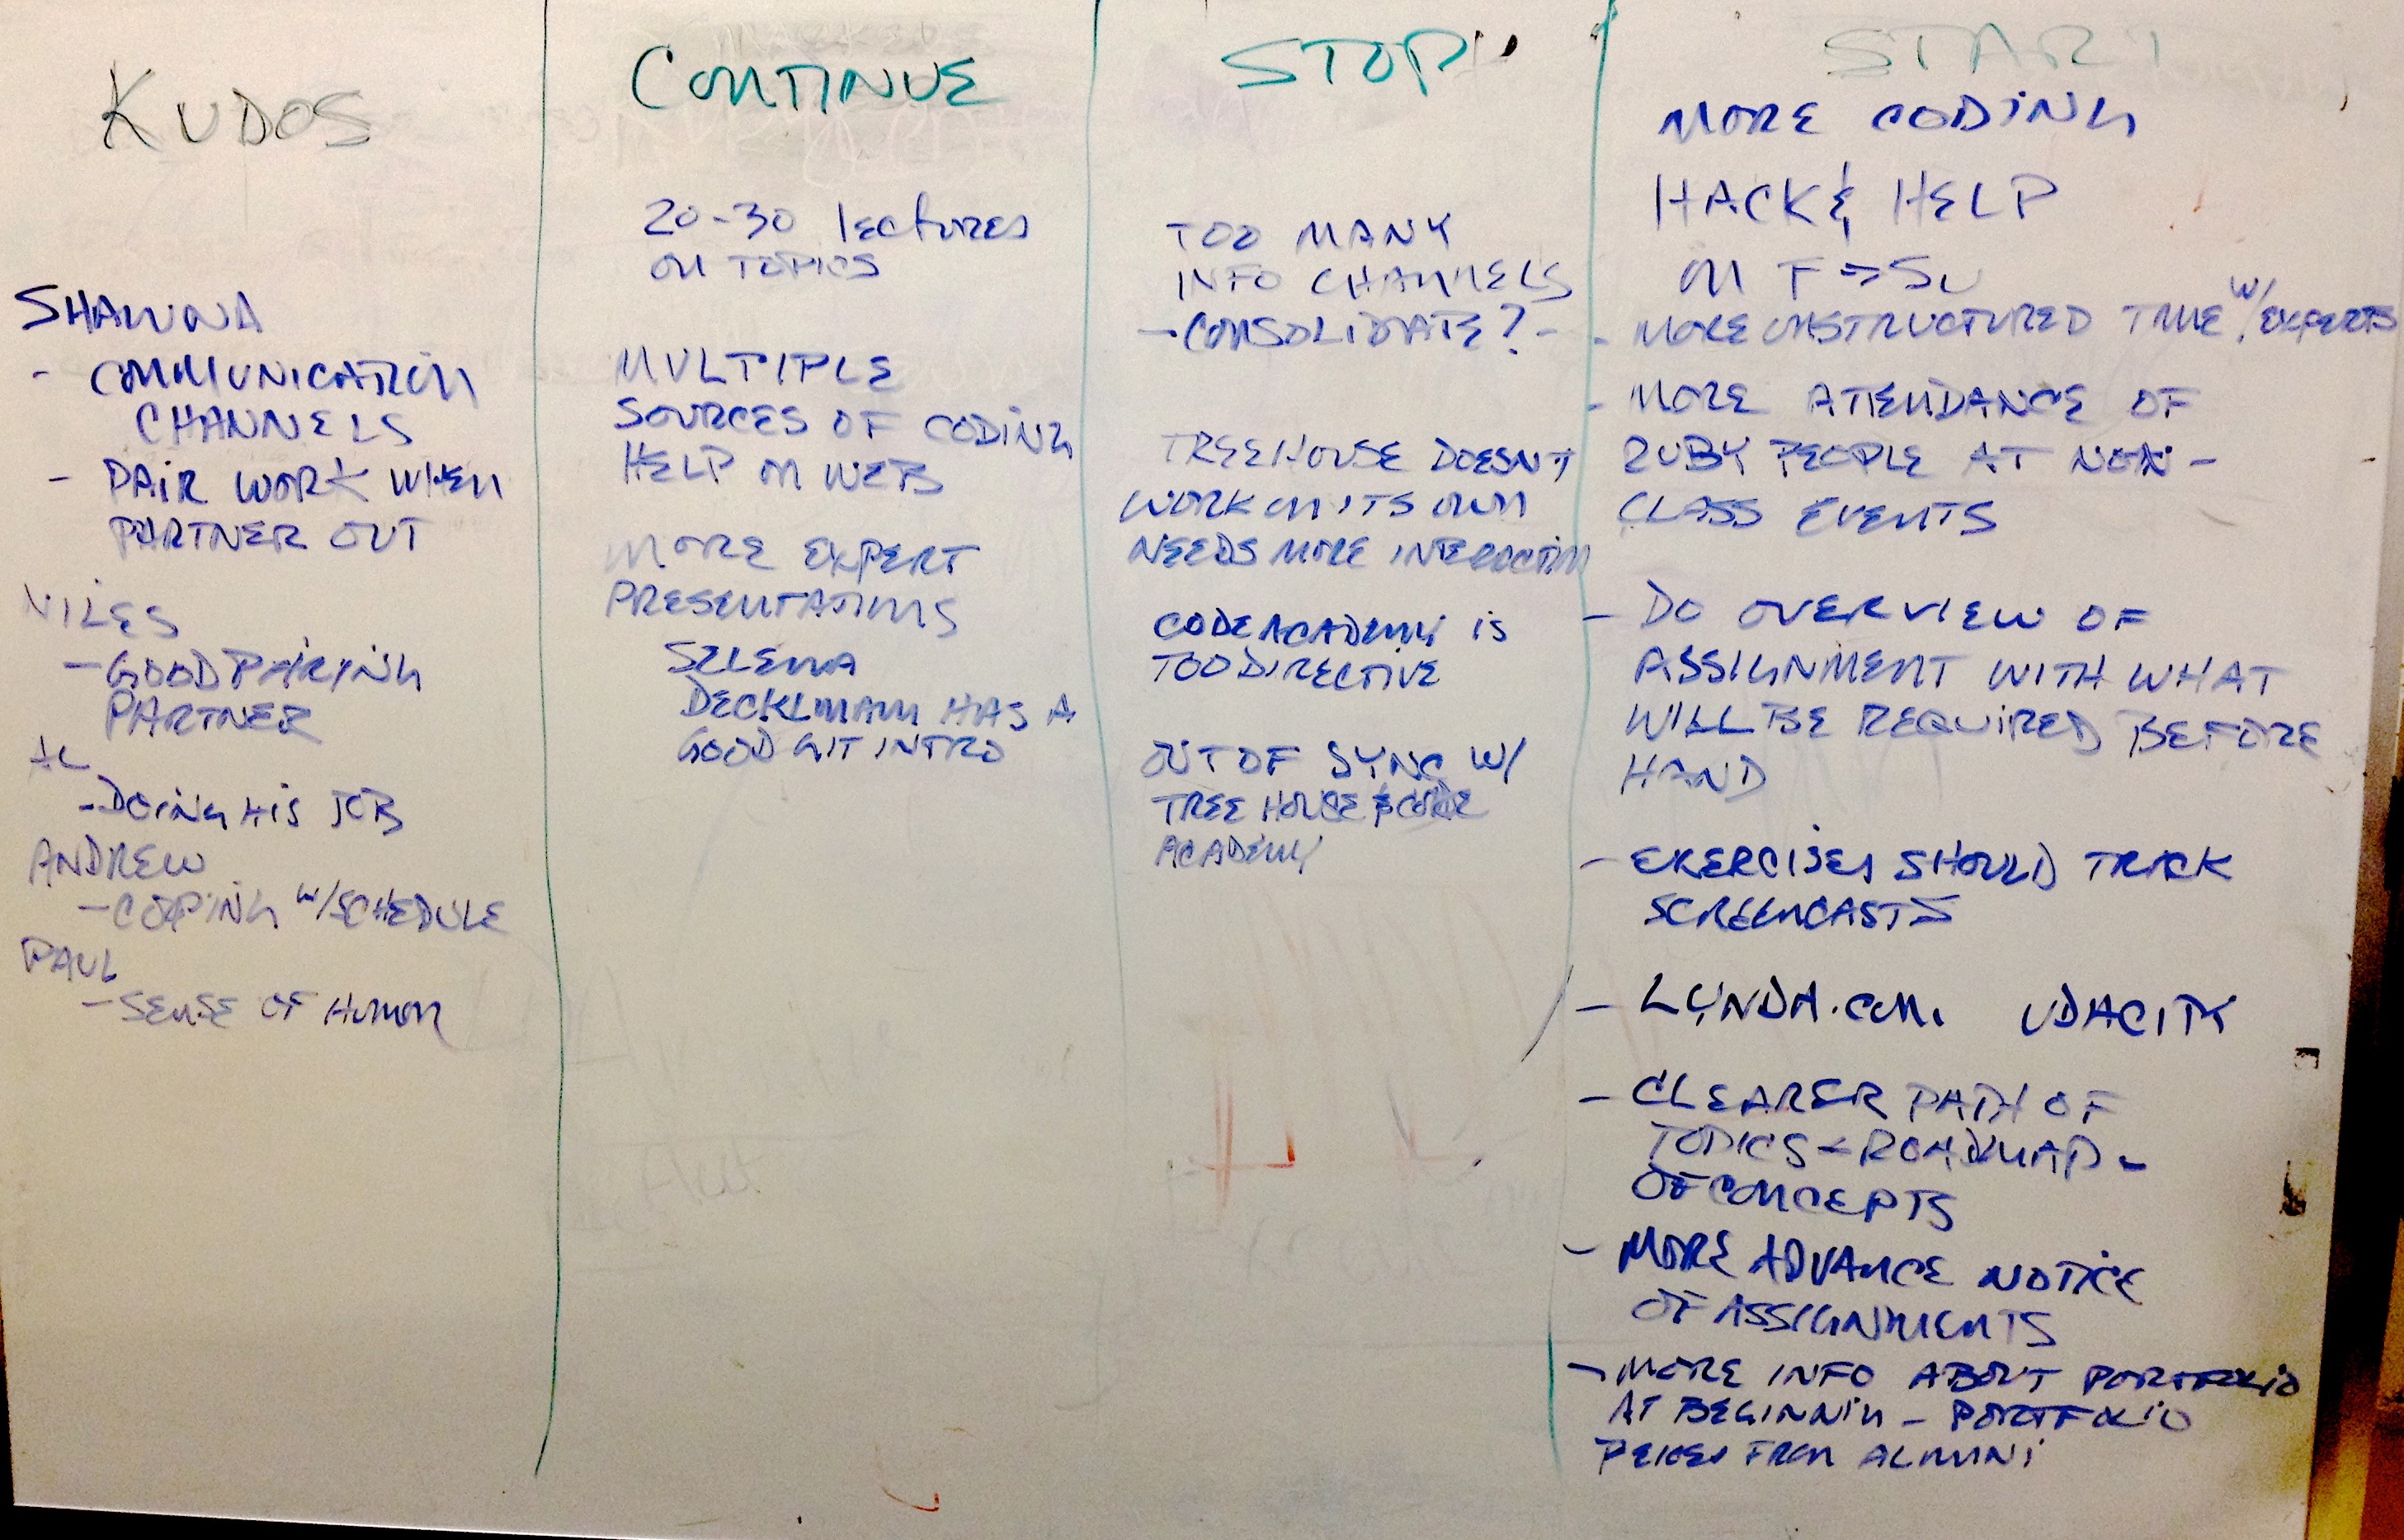 KUDOS
SHAWNA
- COMMUNICATION
CHANNELS
- PAIR WORK WHEN
PARTNER OUT
NILES
- GOOD PAIRING
PARTNER
AL
- DOING HIS JOB
ANDREW
- COPING W/SCHEDULE
PAUL
- SENSE OF HUMOR
CONTINUE
20-30 lectures
ON TOPICS
MULTIPLE
SOURCES OF CODING
HELP ON WEB
MORE EXPERT
PRESENTATIONS
SELENA
DECKLMANN HAS A
GOOD GIT INTRO
STOP
TOO MANY
INFO CHANNELS
- CONSOLIDATE? -
TREEHOUSE DOESNT
WORK ON ITS OWN
NEEDS MORE INTERACTION
CODEACADEMY IS
TOO DIRECTIVE
OUT OF SYNC W/
TREE HOUSE & CODE
ACADEMY
START
MORE CODING
HACK & HELP
ON F => SU
- MORE UNSTRUCTURED TIME W/ EXPERTS
- MORE ATTENDANCE OF
RUBY PEOPLE AT NON-
CLASS EVENTS
- DO OVERVIEW OF
ASSIGNMENT WITH WHAT
WILL BE REQUIRED BEFORE
HAND
- EXERCISES SHOULD TRACK
SCREENCASTS
- LYNDA.COM. UDACITY
- CLEARER PATH OF
TOPICS - ROADMAP -
OF CONCEPTS
- MORE ADVANCE NOTICE
OF ASSIGNMENTS
- MORE INFO ABOUT PORTFOLIO
AT BEGINNIN - PORTFOLIO
FROM ALUMNI